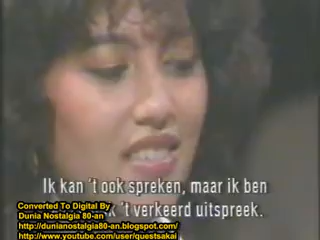 Ik kan 't ook spreken, maar ik ben
Converted To Digital By
Dunia Nostalgia 80-an
't verkeerd uitspreek.
http://dunianostalgia80-an.blogspot.com/
http://www.youtube.com/user/questsakai